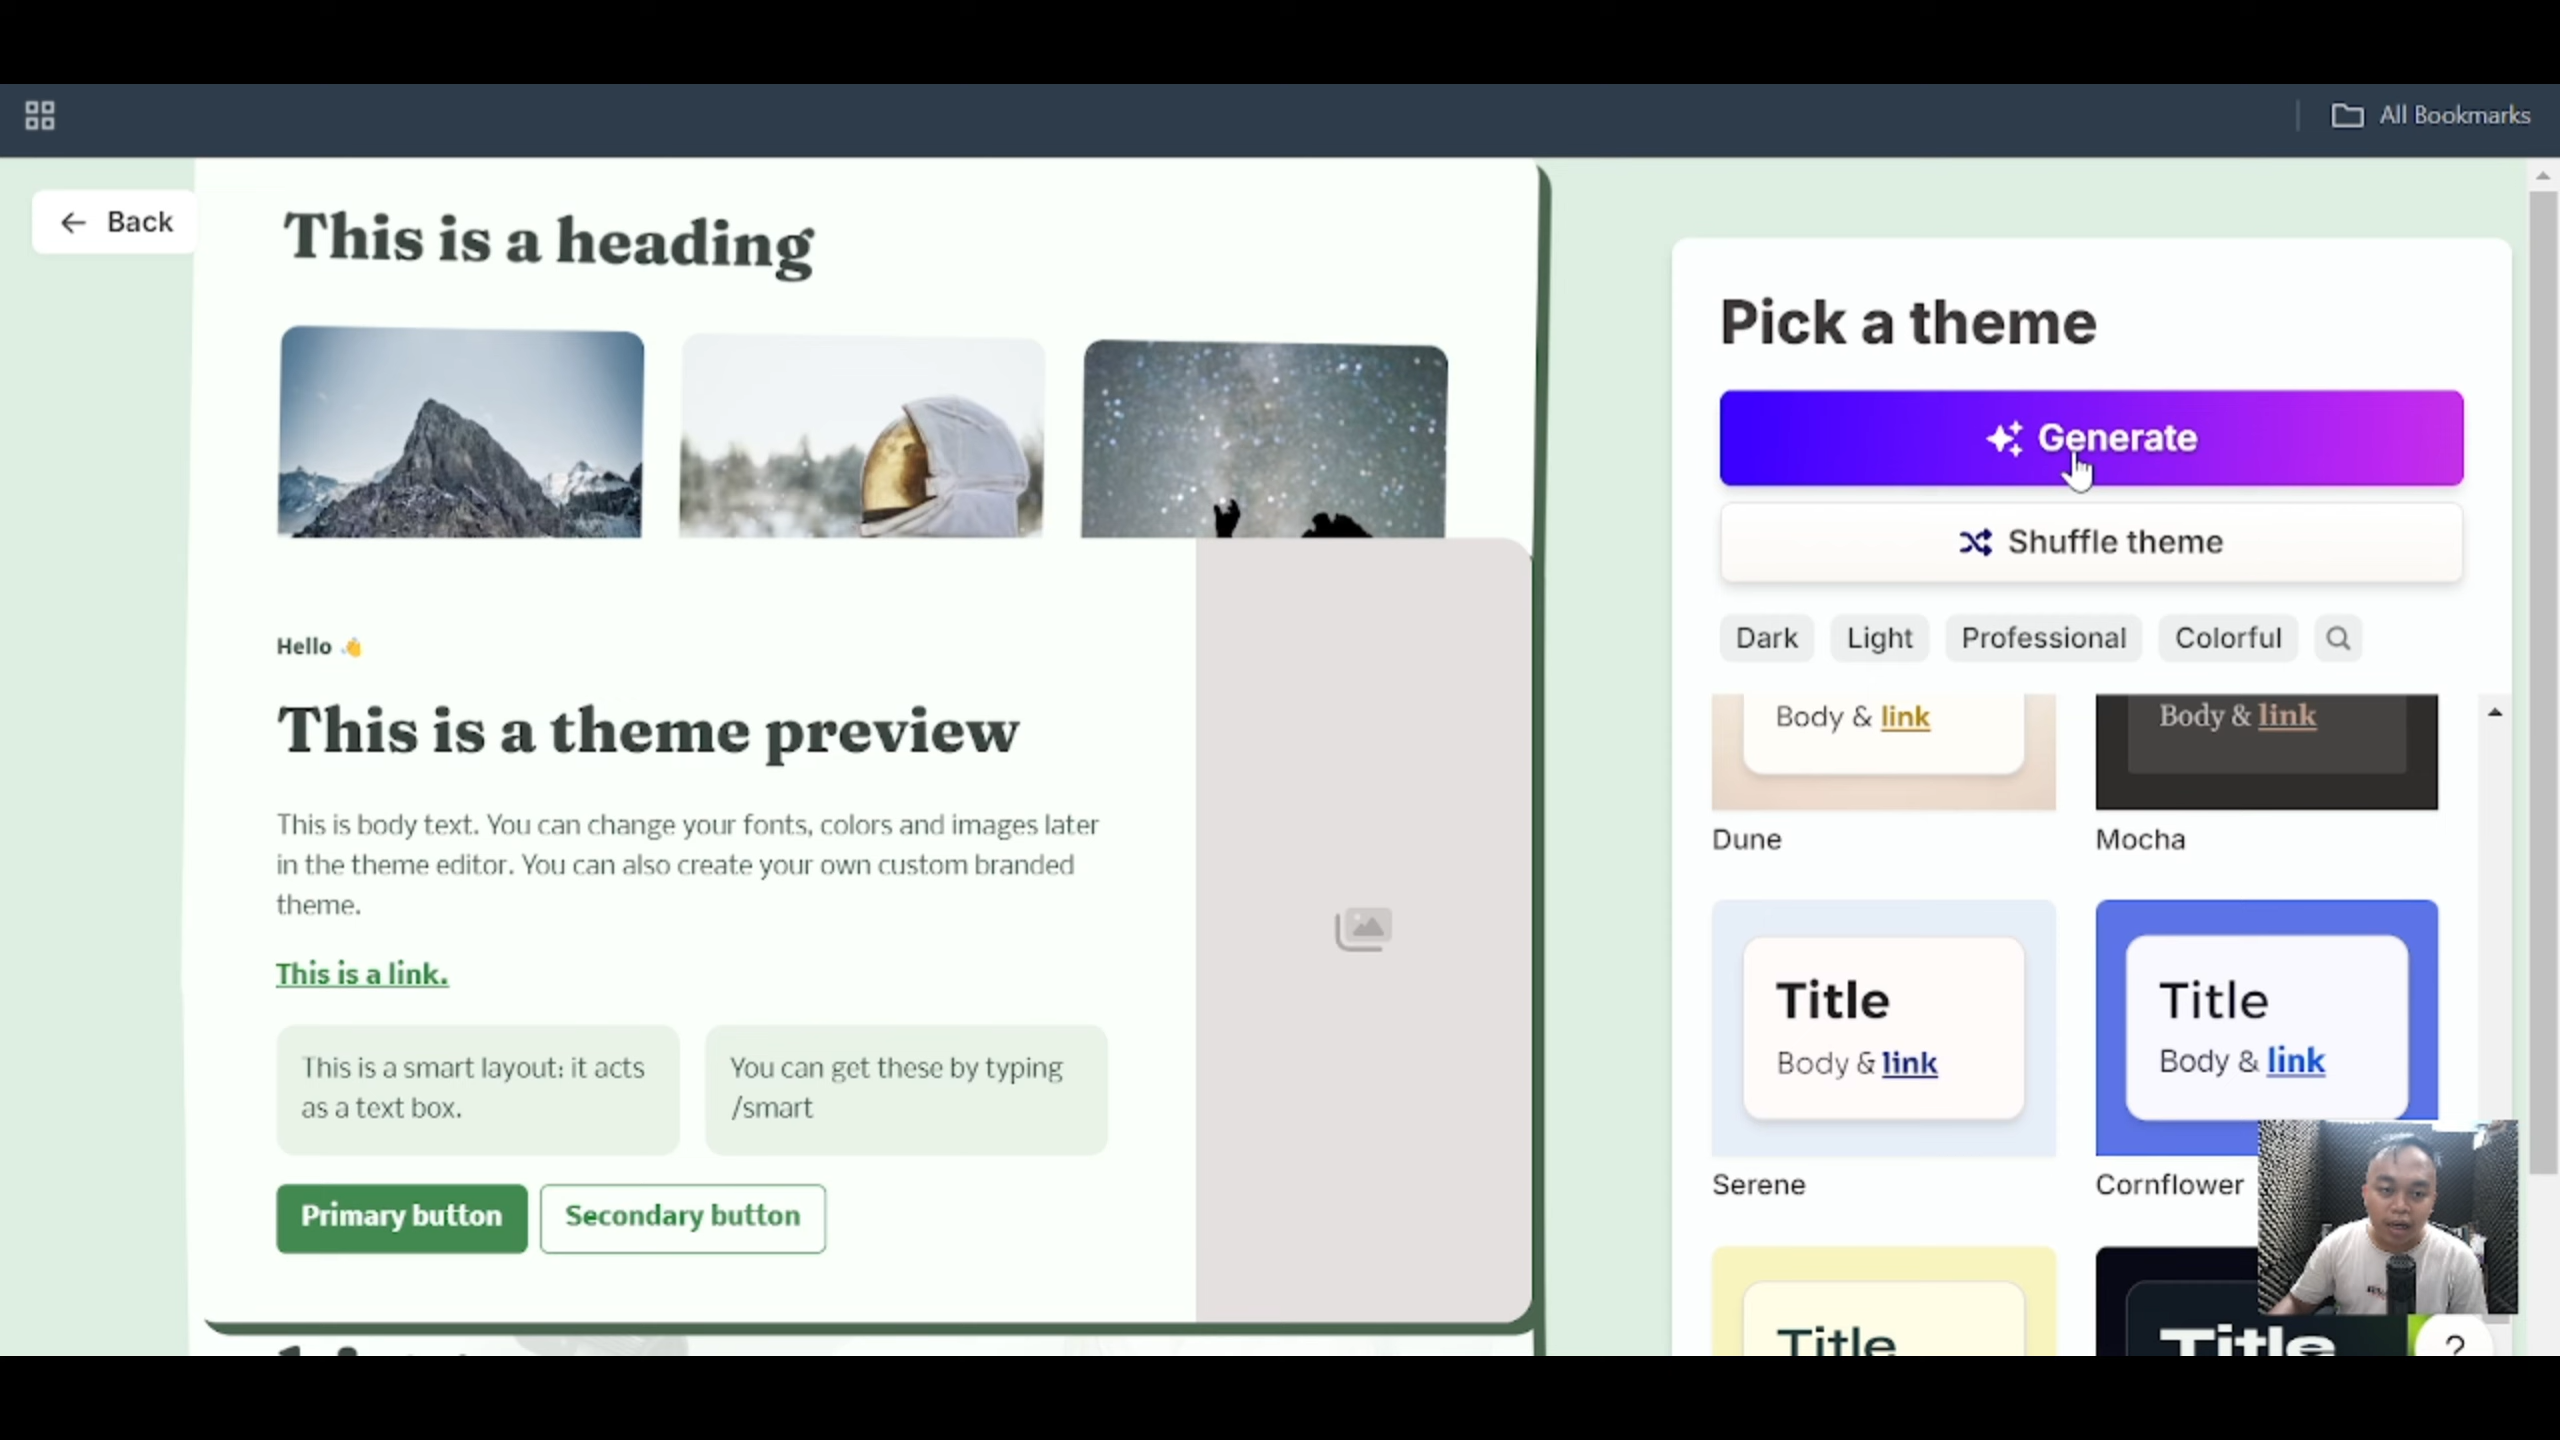 All Bookmarks
Back
This is a heading
Hello
This is a theme preview
This is body text. You can change your fonts, colors and images later
in the theme editor. You can also create your own custom branded
theme.
This is a link.
This is a smart layout: it acts
as a text box.
You can get these by typing
/smart
Primary button
Secondary button
Pick a theme
Generate
Shuffle theme
Dark
Light
Professional
Colorful
Body & link
Dune
Body & link
Mocha
Title
Body & link
Serene
Title
Body & link
Cornflower
Title
Title
?